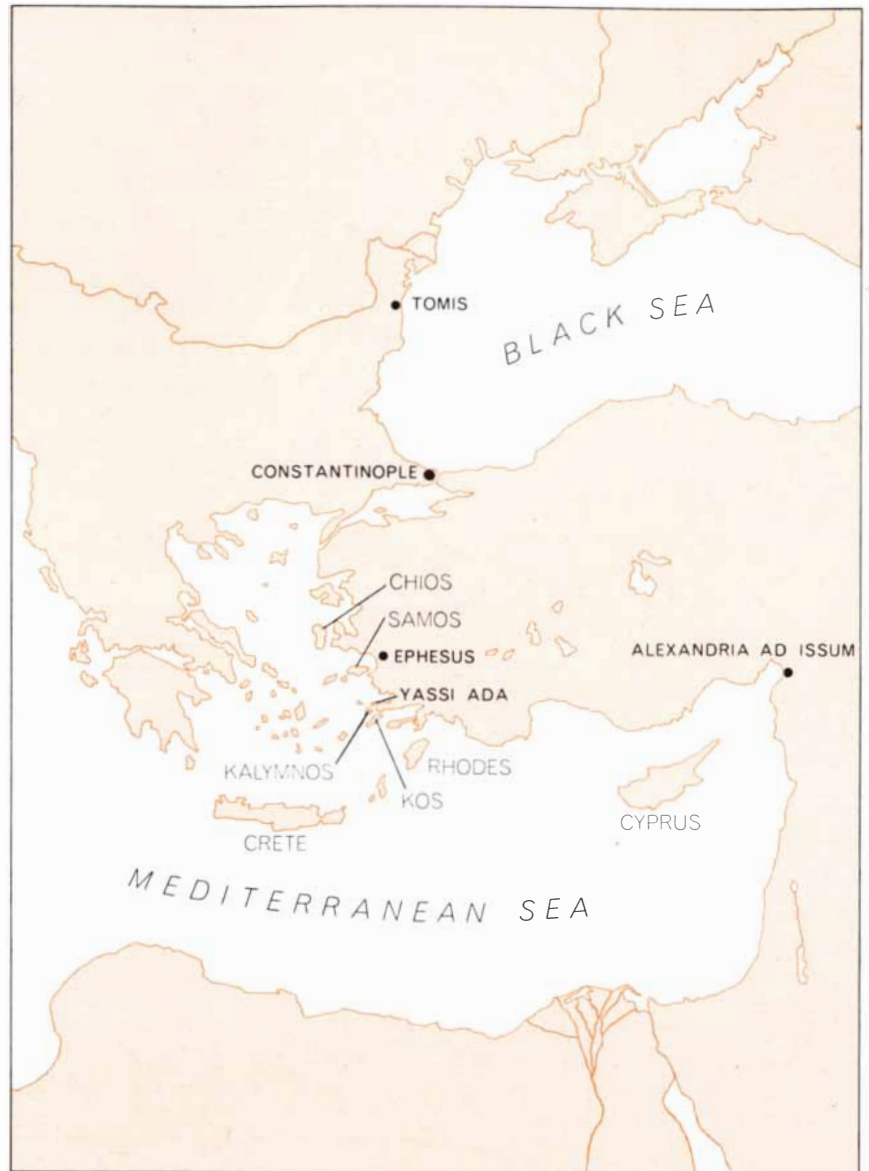 TOMIS
BLACK SEA
CONSTANTINOPLE
CHIOS
SAMOS
EPHESUS
ALEXANDRIA AD ISSUM
YASSI ADA
KALYMNOS
RHODES
KOS
CYPRUS
CRETE
MEDITERRANEAN SEA